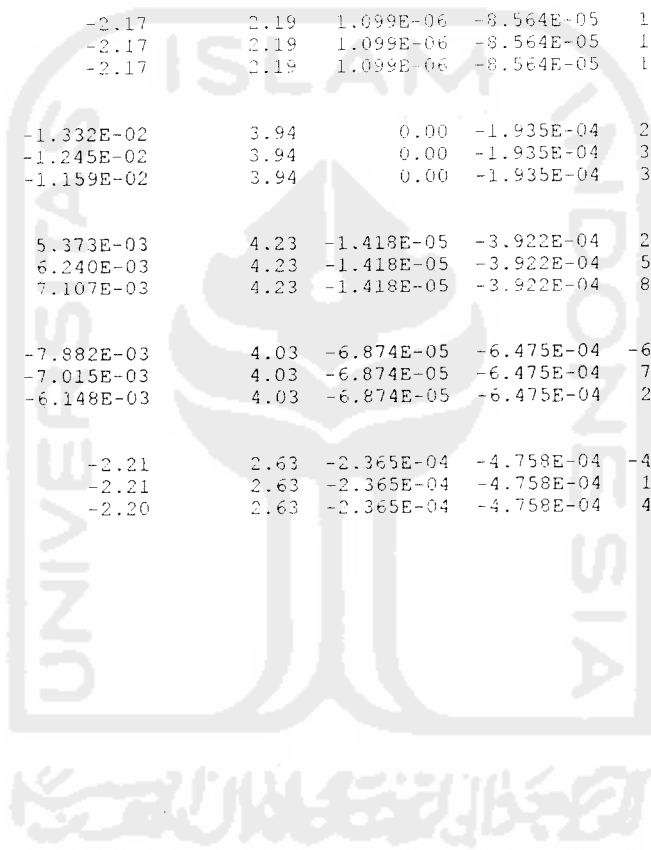 -2.17 2.19 1.099E-06 -8.564E-05 1
-2.17 2.19 1.099E-06 -8.564E-05 1
-2.17 2.19 1.099E-06 -8.564E-05 1
-1.332E-02 3.94 0.00 -1.935E-04 2
-1.245E-02 3.94 0.00 -1.935E-04 3
-1.159E-02 3.94 0.00 -1.935E-04 3
5.373E-03 4.23 -1.418E-05 -3.922E-04 2
6.240E-03 4.23 -1.418E-05 -3.922E-04 5
7.107E-03 4.23 -1.418E-05 -3.922E-04 8
-7.882E-03 4.03 -6.874E-05 -6.475E-04 -6
-7.015E-03 4.03 -6.874E-05 -6.475E-04 7
-6.148E-03 4.03 -6.874E-05 -6.475E-04 2
-2.21 2.63 -2.365E-04 -4.758E-04 -4
-2.21 2.63 -2.365E-04 -4.758E-04 1
-2.20 2.63 -2.365E-04 -4.758E-04 4
UNIVERSITAS
ISLAM
INDONESIA